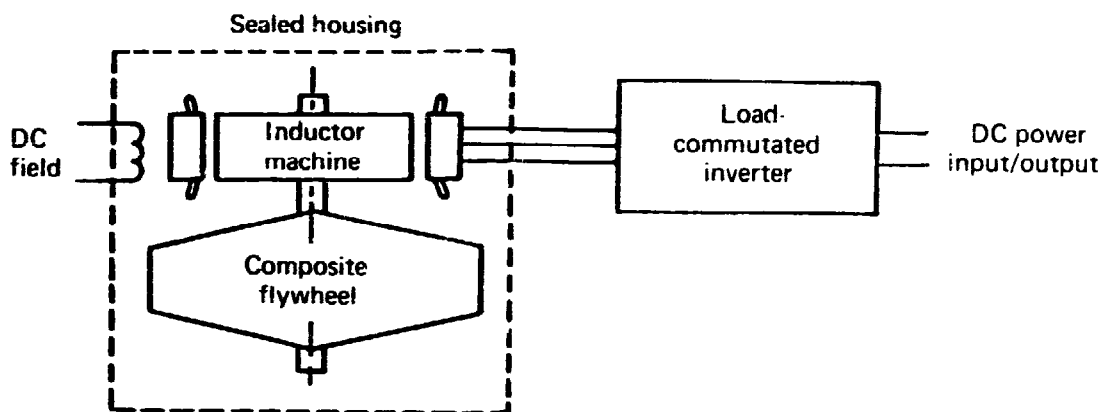 Sealed housing
DC
field
Inductor
machine
Composite
flywheel
Load-
commutated
inverter
DC power
input/output